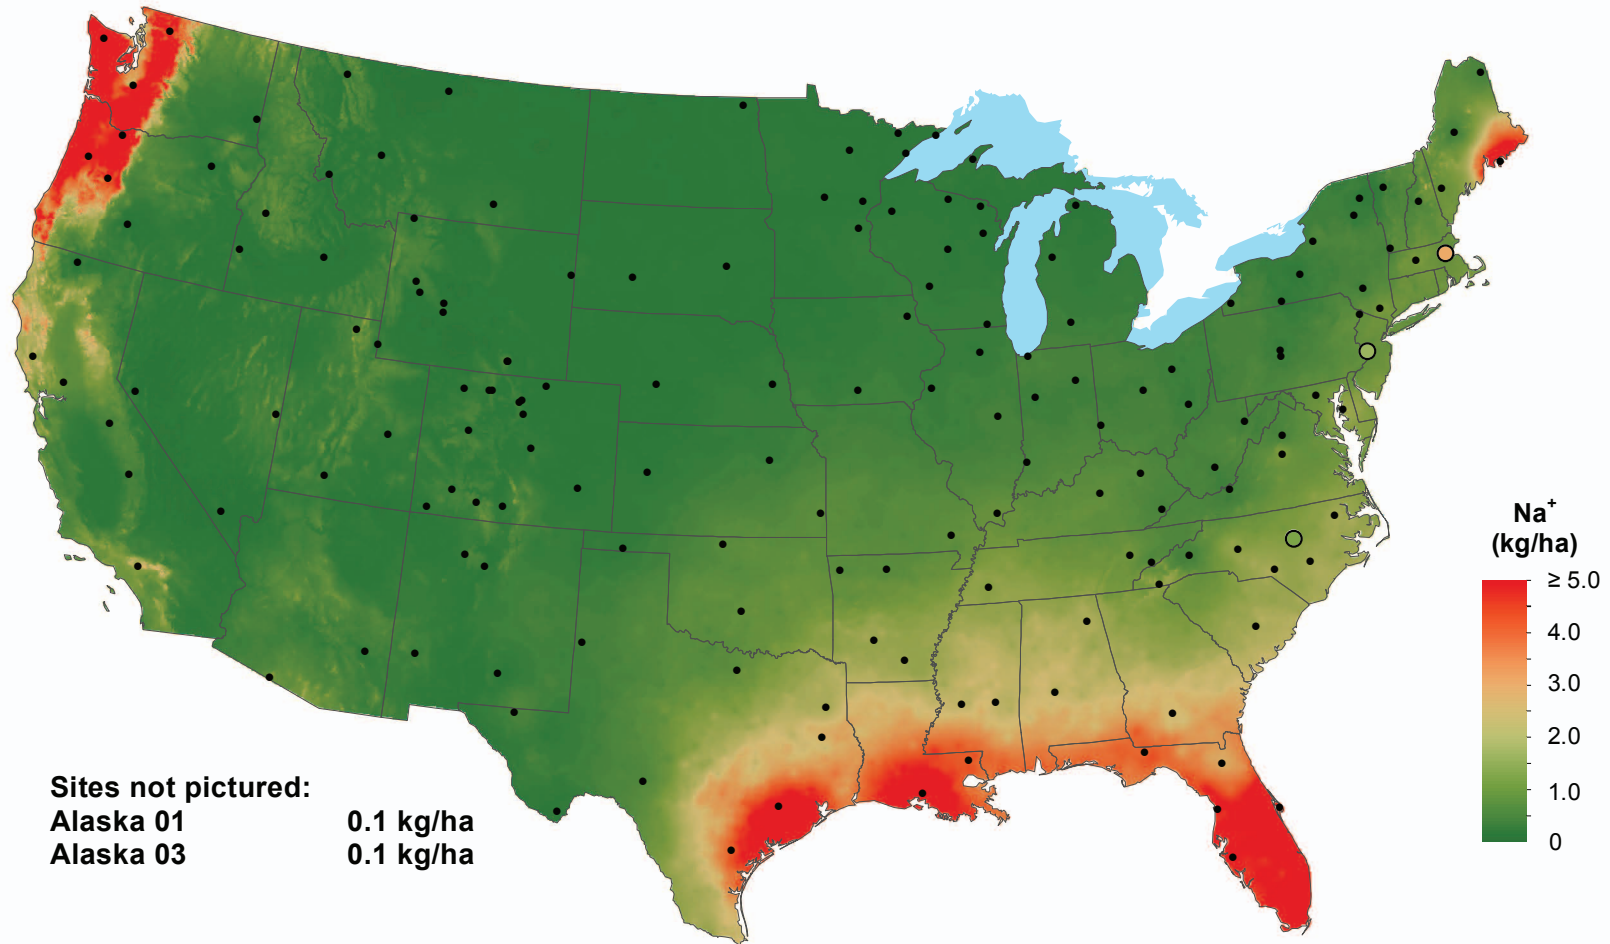 Na⁺
(kg/ha)
≥ 5.0
4.0
3.0
2.0
1.0
0
Sites not pictured:
Alaska 01 0.1 kg/ha
Alaska 03 0.1 kg/ha